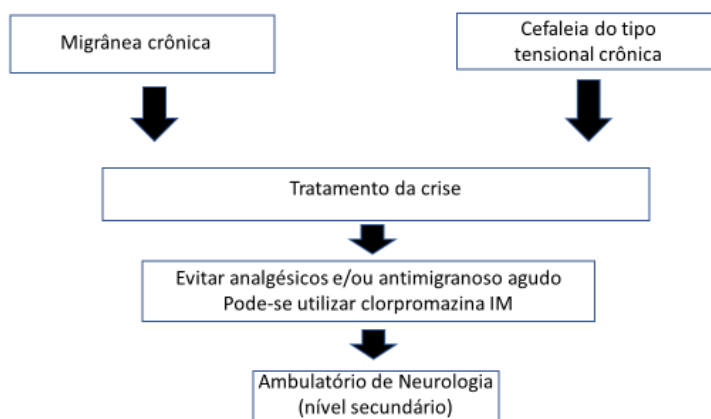 Migrânea crônica
Cefaleia do tipo
tensional crônica
Tratamento da crise
Evitar analgésicos e/ou antimigranoso agudo
Pode-se utilizar clorpromazina IM
Ambulatório de Neurologia
(nível secundário)